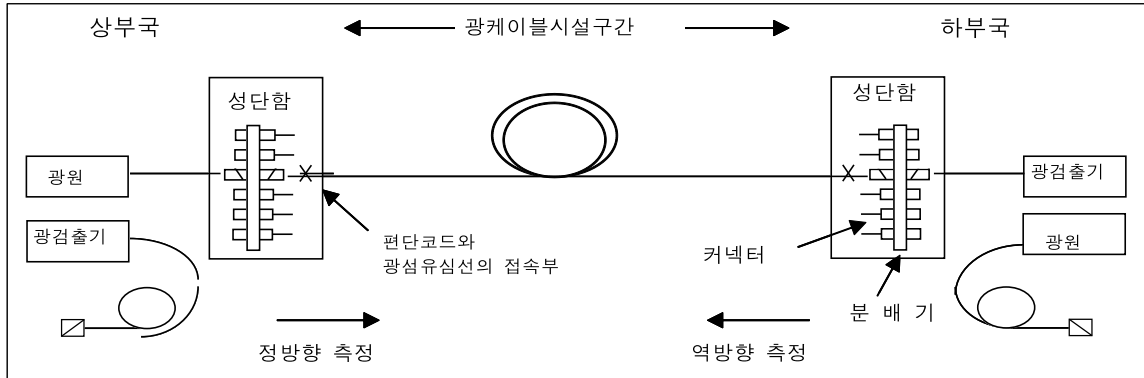 상부국
광케이블시설구간
하부국
성단함
성단함
광원
광검출기
광검출기
광원
편단코드와
광섬유심선의 접속부
커넥터
분 배 기
정방향 측정
역방향 측정